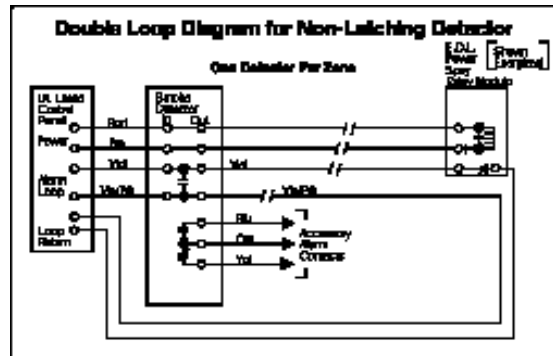 Double Loop Diagram for Non-Latching Detector
One Detector Per Zone
E.O.L.
Power
Relay Module
Shown
Energized
UL Listed
Control
Panel
Smoke
Detector
In Out
Red
Power
Yel
Yel
Alarm
Loop
Yel/Blk
Yel/Blk
Loop
Return
Blu
Org
Yel
Accessory
Alarm
Contacts